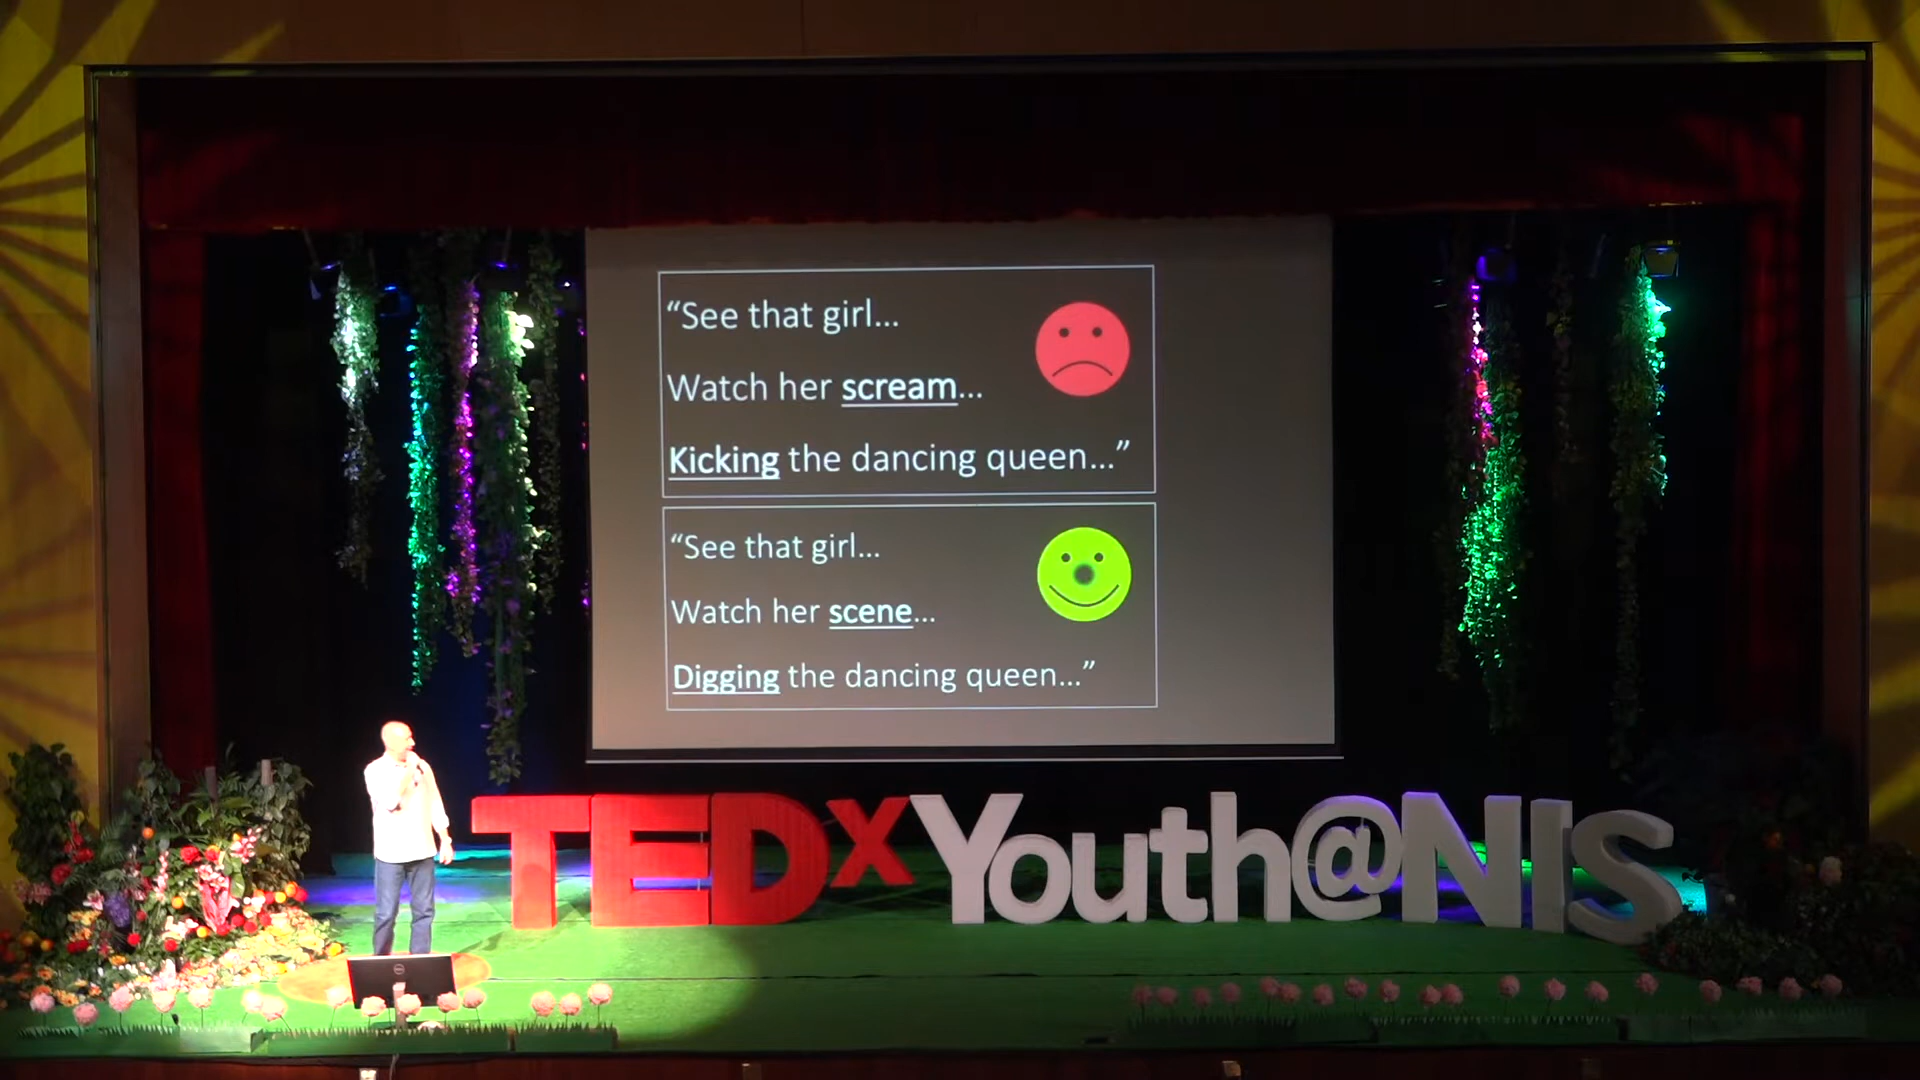 “See that girl...
Watch her scream...
Kicking the dancing queen...”
“See that girl...
Watch her scene...
Digging the dancing queen...”
TEDxYouth@NIS